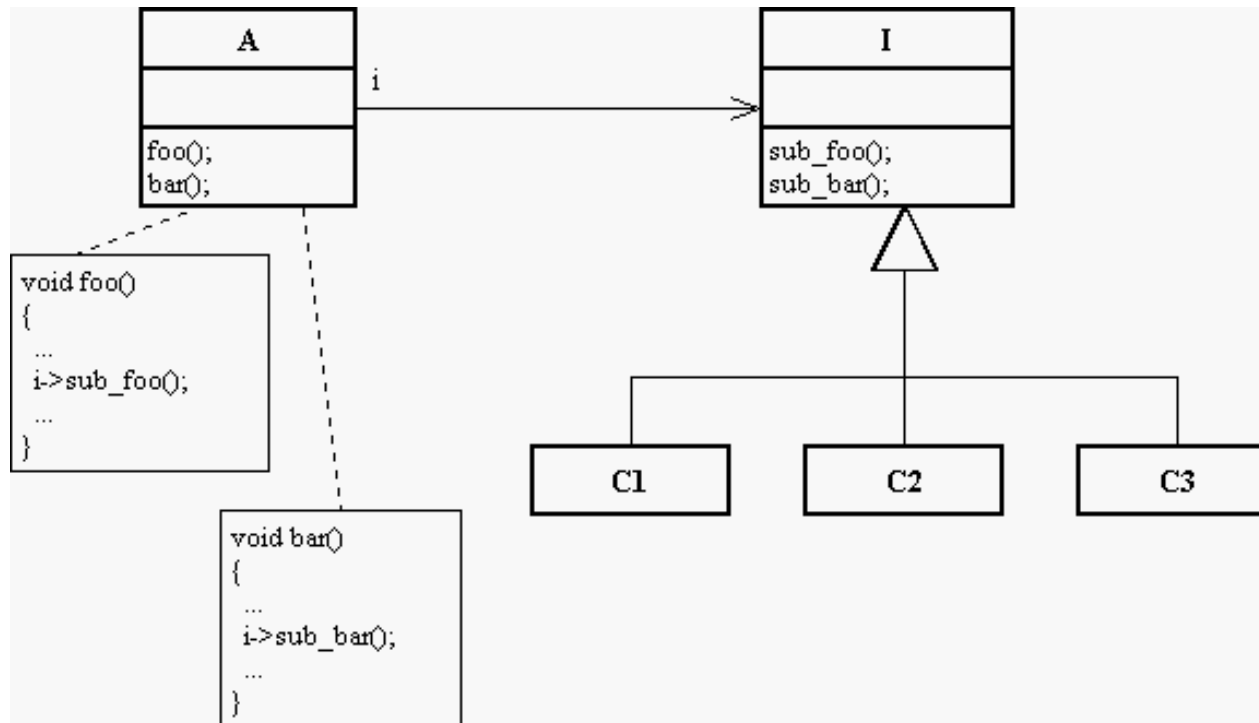 A
I
i
foo();
bar();
sub_foo();
sub_bar();
void foo()
{
...
i->sub_foo();
...
}
C1
C2
C3
void bar()
{
...
i->sub_bar();
...
}